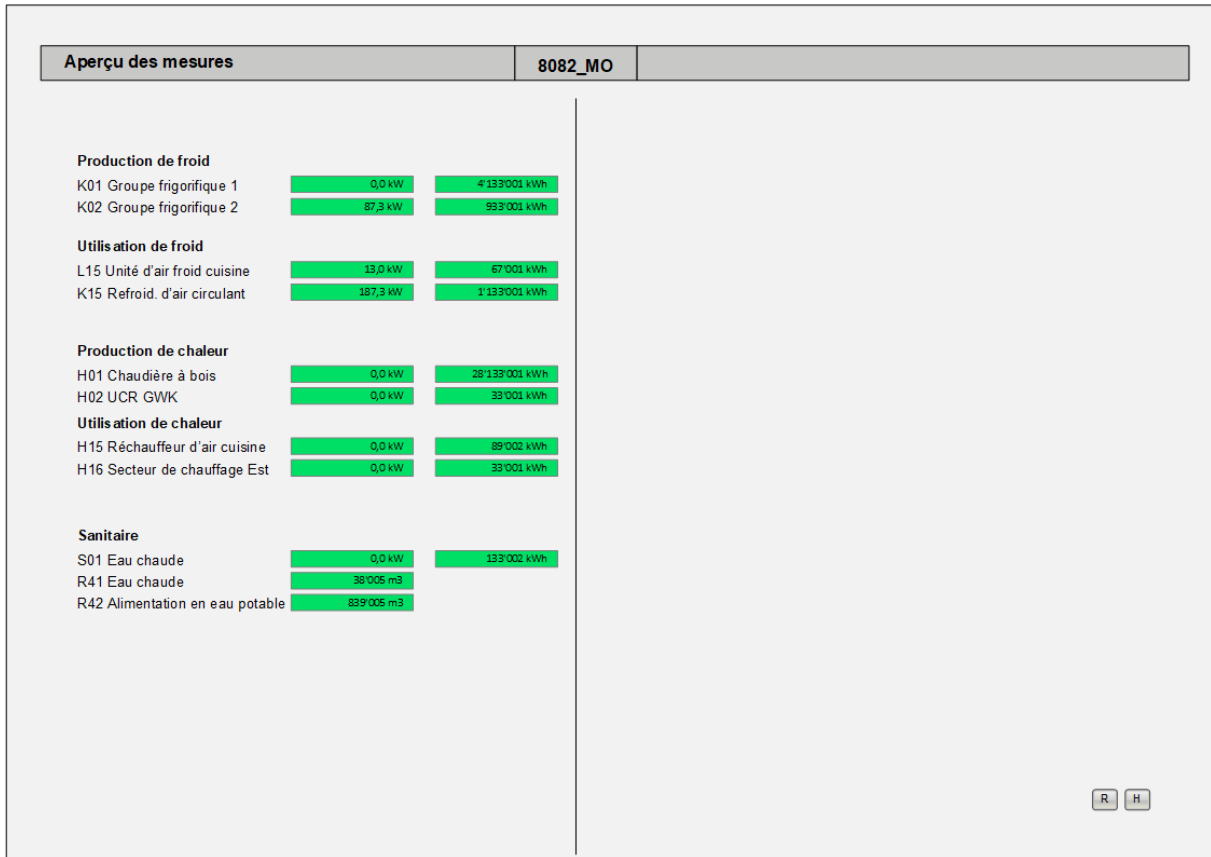 Aperçu des mesures 8082_MO
Production de froid
K01 Groupe frigorifique 1 0,0 kW 4'133'001 kWh
K02 Groupe frigorifique 2 87,3 kW 933'001 kWh
Utilisation de froid
L15 Unité d'air froid cuisine 13,0 kW 67'001 kWh
K15 Refroid. d'air circulant 187,3 kW 1'133'001 kWh
Production de chaleur
H01 Chaudière à bois 0,0 kW 28'133'001 kWh
H02 UCR GWK 0,0 kW 33'001 kWh
Utilisation de chaleur
H15 Réchauffeur d'air cuisine 0,0 kW 89'002 kWh
H16 Secteur de chauffage Est 0,0 kW 33'001 kWh
Sanitaire
S01 Eau chaude 0,0 kW 133'002 kWh
R41 Eau chaude 38'005 m3
R42 Alimentation en eau potable 839'005 m3
R H